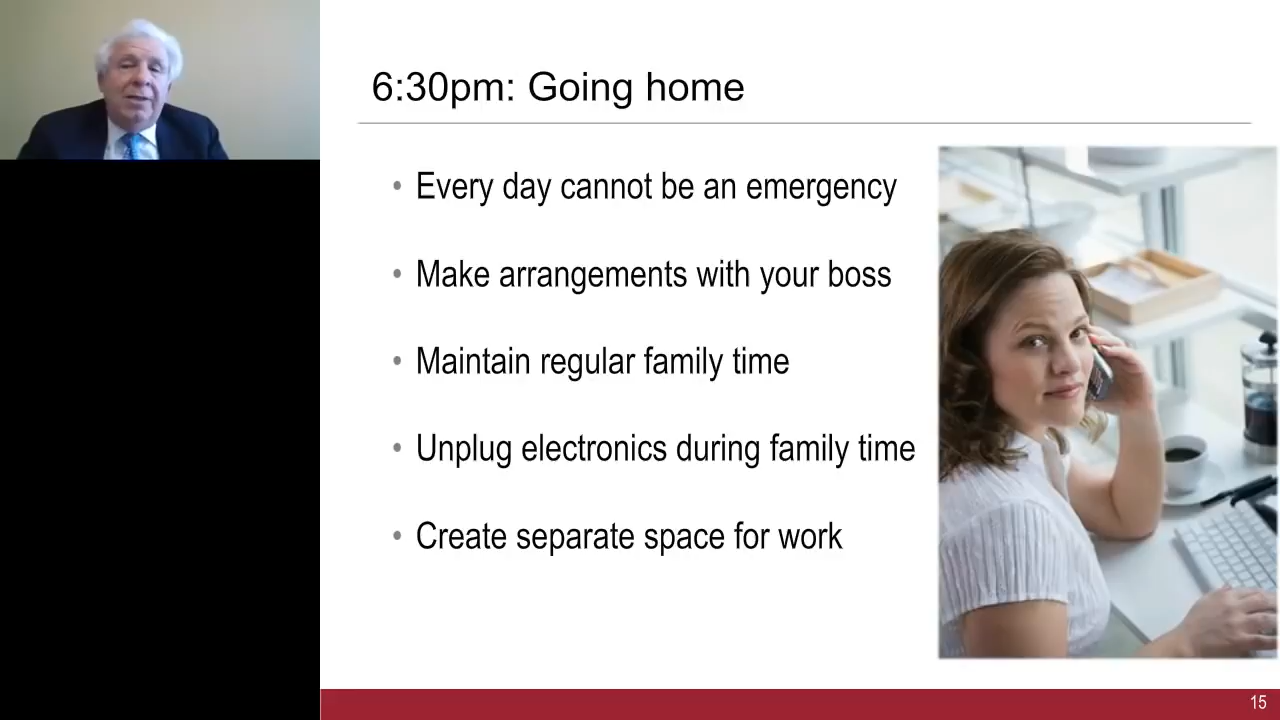 6:30pm: Going home
• Every day cannot be an emergency
• Make arrangements with your boss
• Maintain regular family time
• Unplug electronics during family time
• Create separate space for work
15